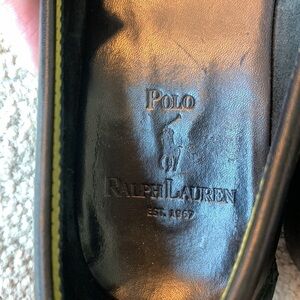 POLO
RALPH LAUREN
EST. 1967